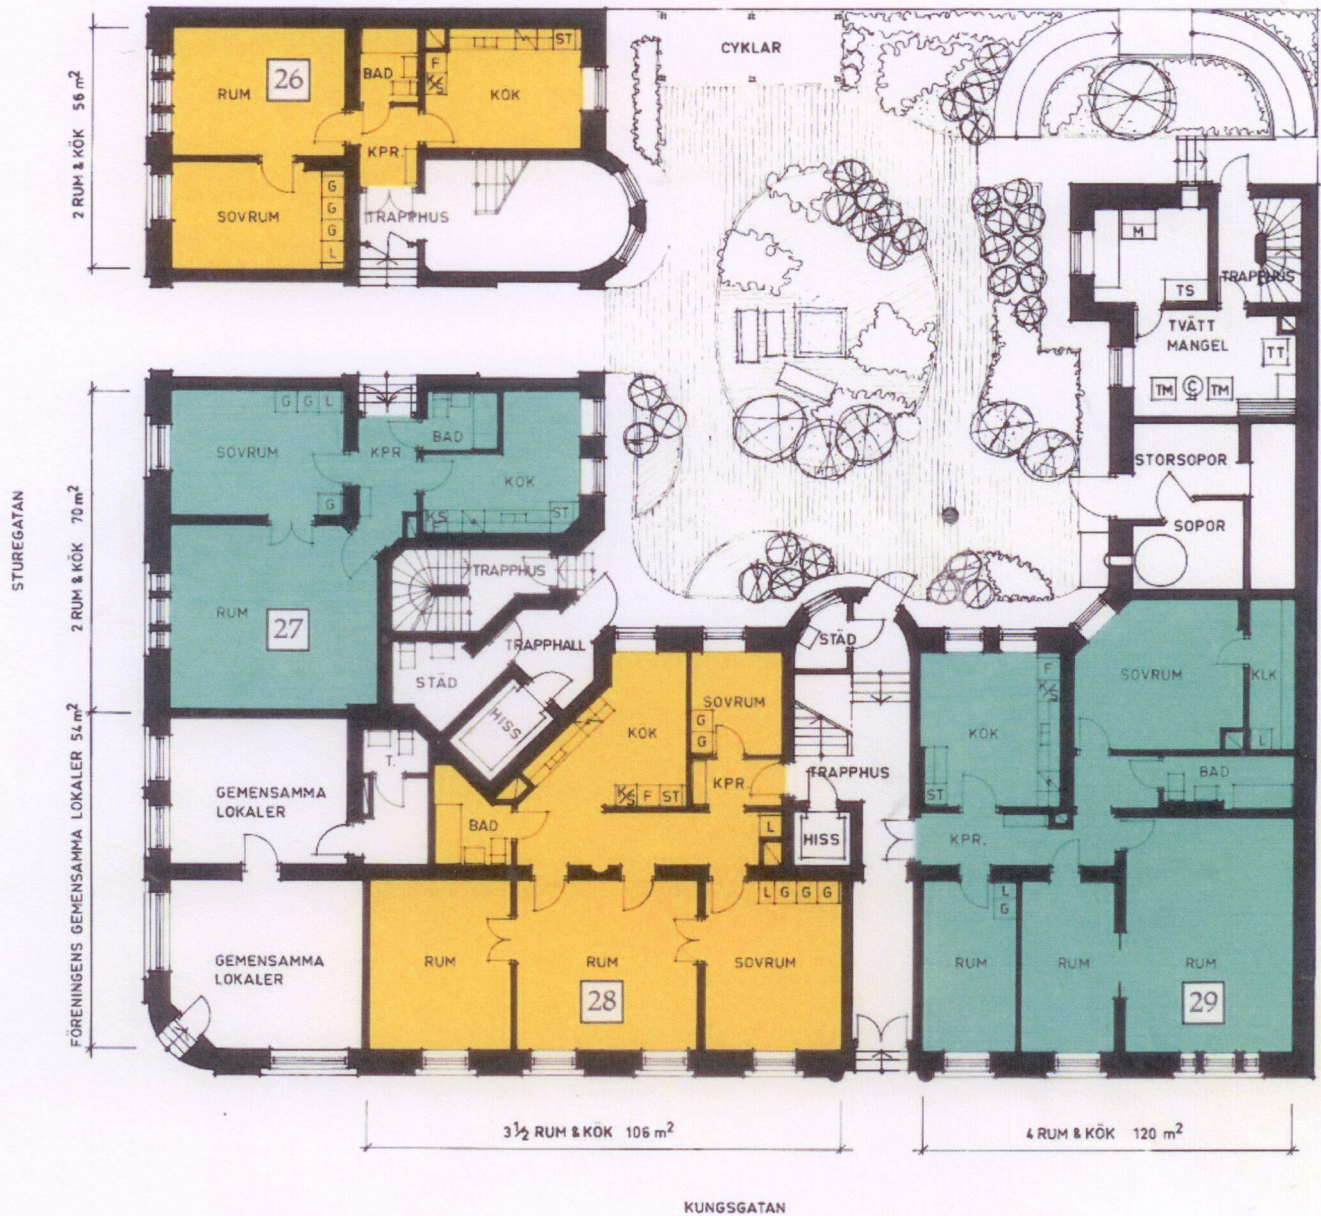 CYKLAR
2 RUM & KÖK 56 m²
RUM
26
BAD
F
K/S
ST
KÖK
KPR
SOVRUM
G
G
G
L
TRAPPHUS
M
TS
TRAPPHUS
TVÄTT
MANGEL
TT
TM
C
TM
STORSOPOR
SOPOR
STUREGATAN
2 RUM & KÖK 70 m²
G G L
SOVRUM
KPR
BAD
KÖK
G
KS
F
ST
RUM
27
TRAPPHUS
TRAPPHALL
STÄD
HISS
STÄD
FÖRENINGENS GEMENSAMMA LOKALER 54 m²
GEMENSAMMA
LOKALER
T.
GEMENSAMMA
LOKALER
KÖK
SOVRUM
G
G
K/S F ST
KPR.
BAD
L
TRAPPHUS
HISS
RUM
RUM
28
L G G G
SOVRUM
F
K/S
KÖK
ST
SOVRUM
KLK
L
BAD
KPR.
L
G
RUM
RUM
RUM
29
3 ½ RUM & KÖK 106 m²
4 RUM & KÖK 120 m²
KUNGSGATAN